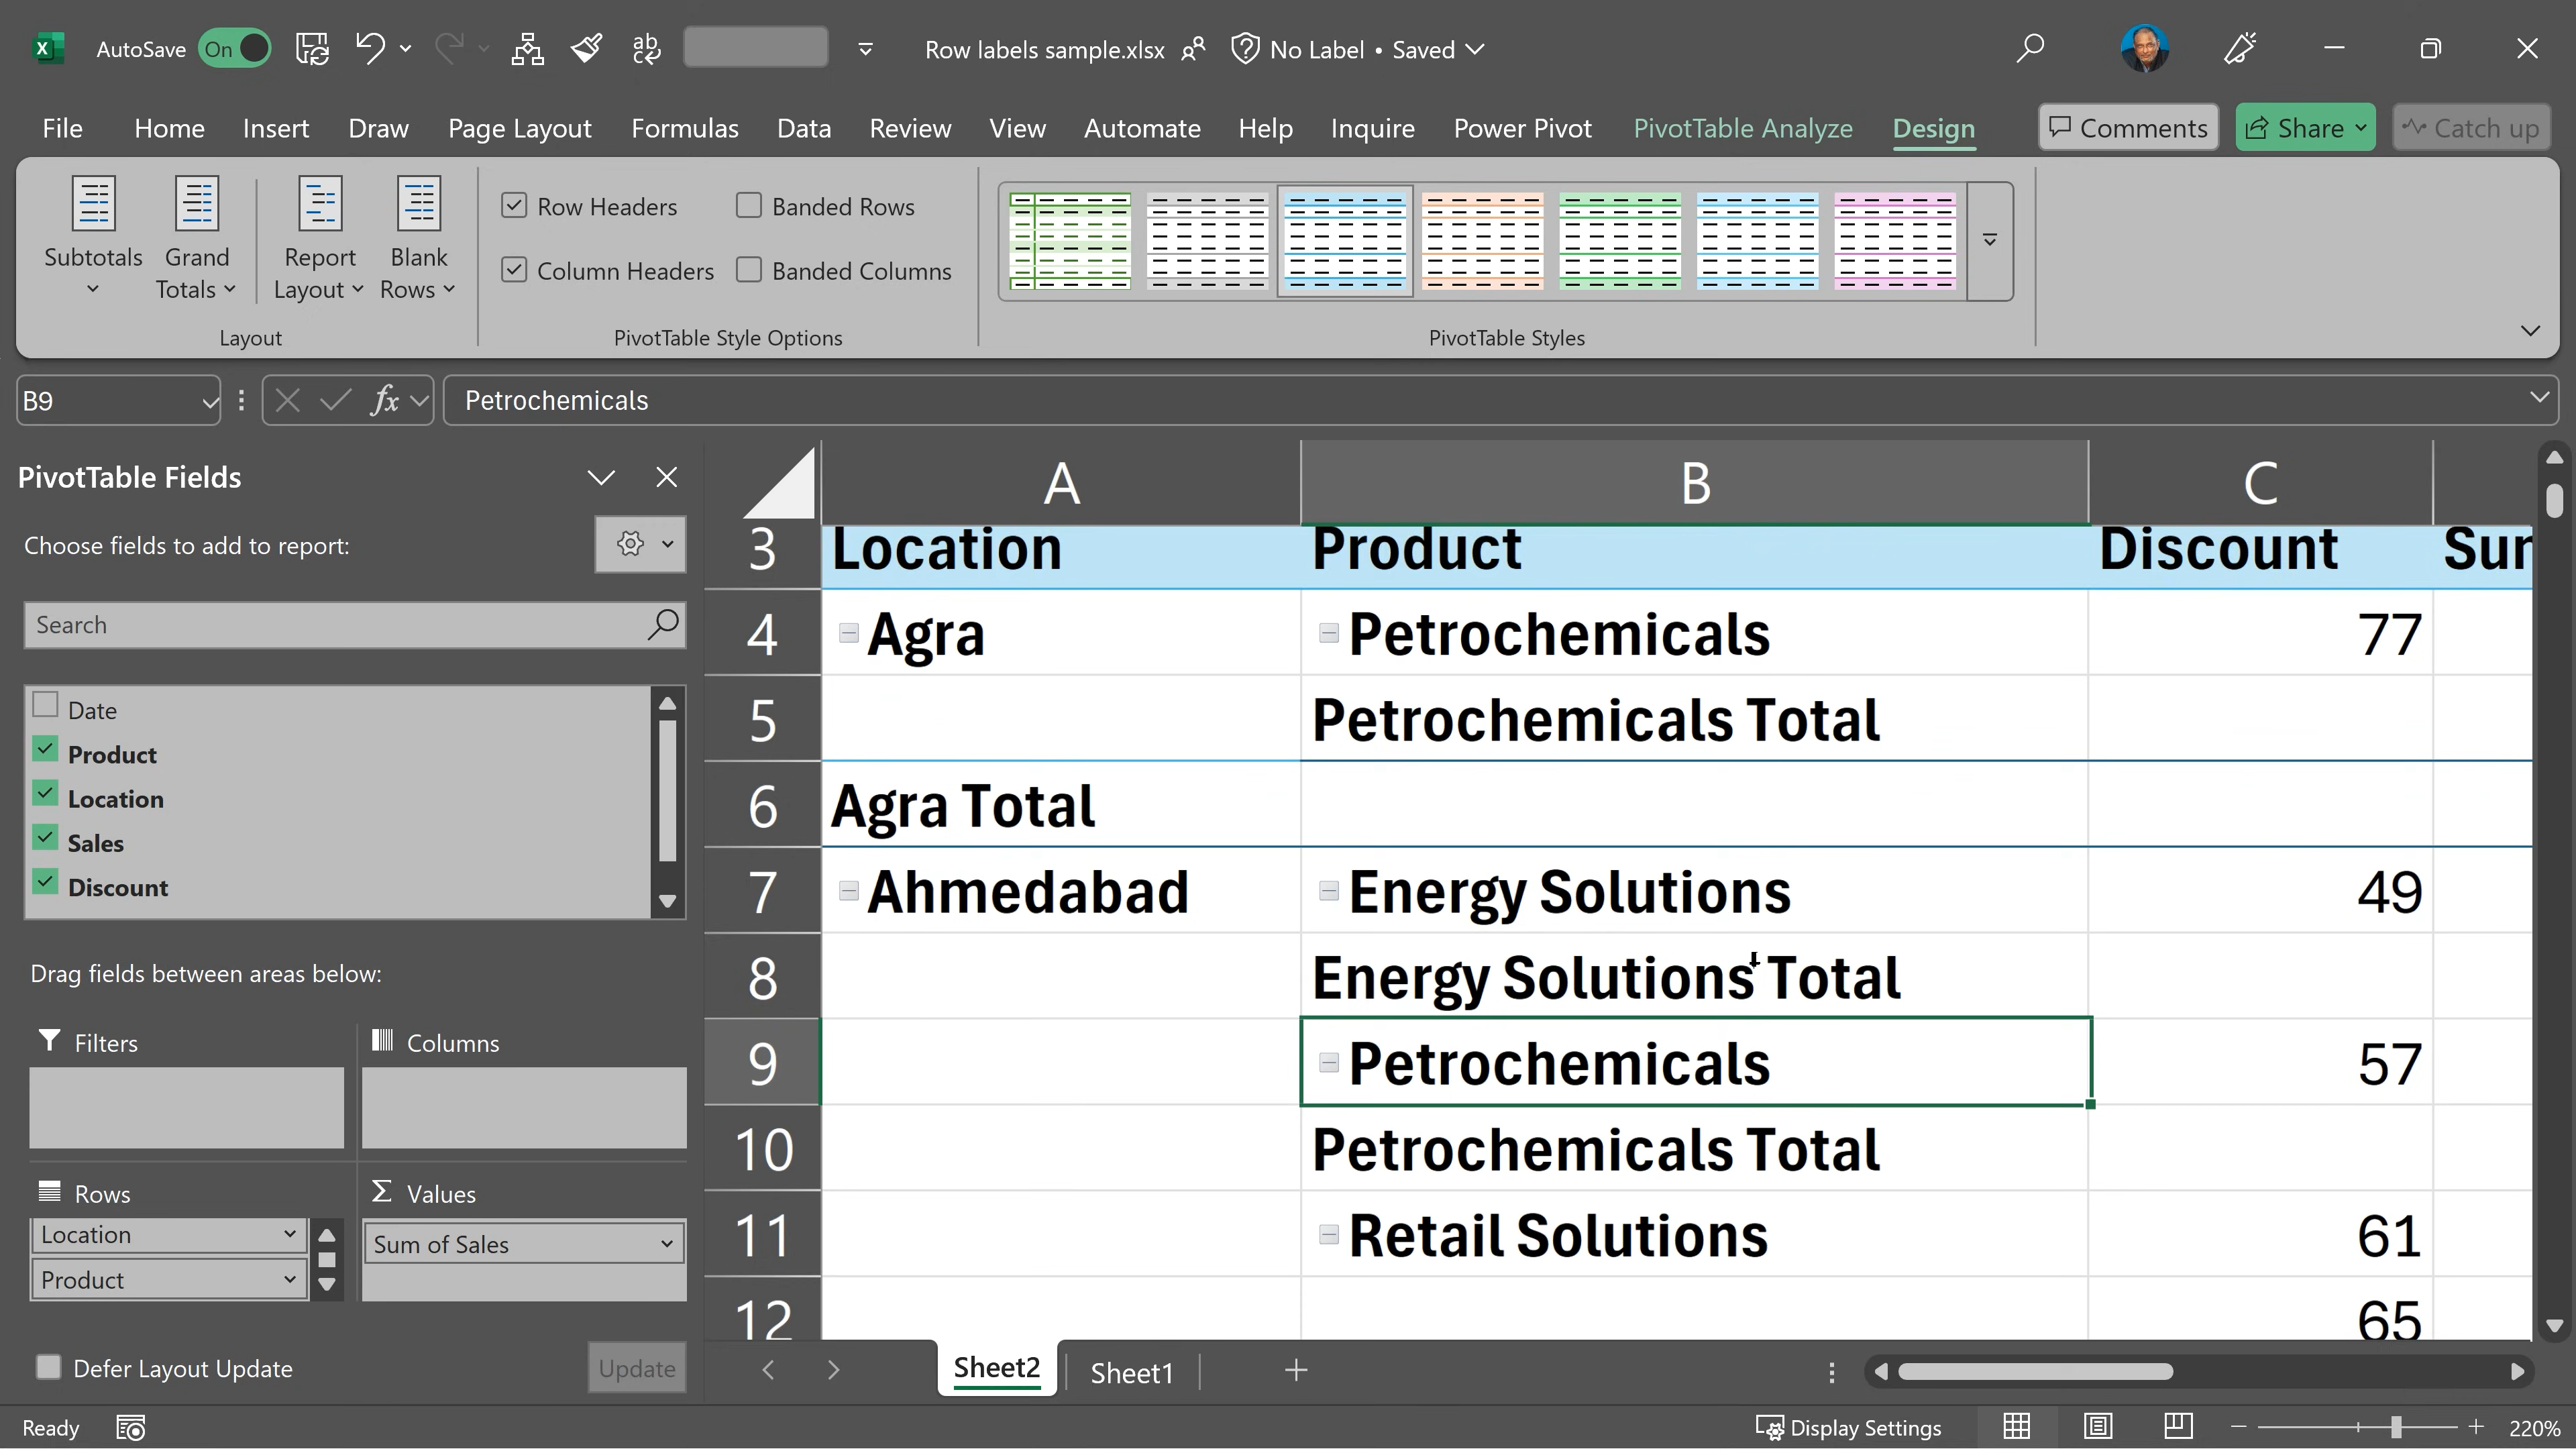 AutoSave On Row labels sample.xlsx No Label • Saved
File Home Insert Draw Page Layout Formulas Data Review View Automate Help Inquire Power Pivot PivotTable Analyze Design Comments Share Catch up
Subtotals Grand Totals Report Layout Blank Rows
Row Headers Banded Rows
Column Headers Banded Columns
Layout PivotTable Style Options PivotTable Styles
B9 fx Petrochemicals
PivotTable Fields
Choose fields to add to report:
Search
Date
Product
Location
Sales
Discount
Drag fields between areas below:
Filters Columns
Rows Σ Values
Location Sum of Sales
Product
Defer Layout Update Update
A B C
3 Location Product Discount
4 Agra Petrochemicals 77
5 Petrochemicals Total
6 Agra Total
7 Ahmedabad Energy Solutions 49
8 Energy Solutions Total
9 Petrochemicals 57
10 Petrochemicals Total
11 Retail Solutions 61
12 65
Sheet2 Sheet1
Ready Display Settings 220%